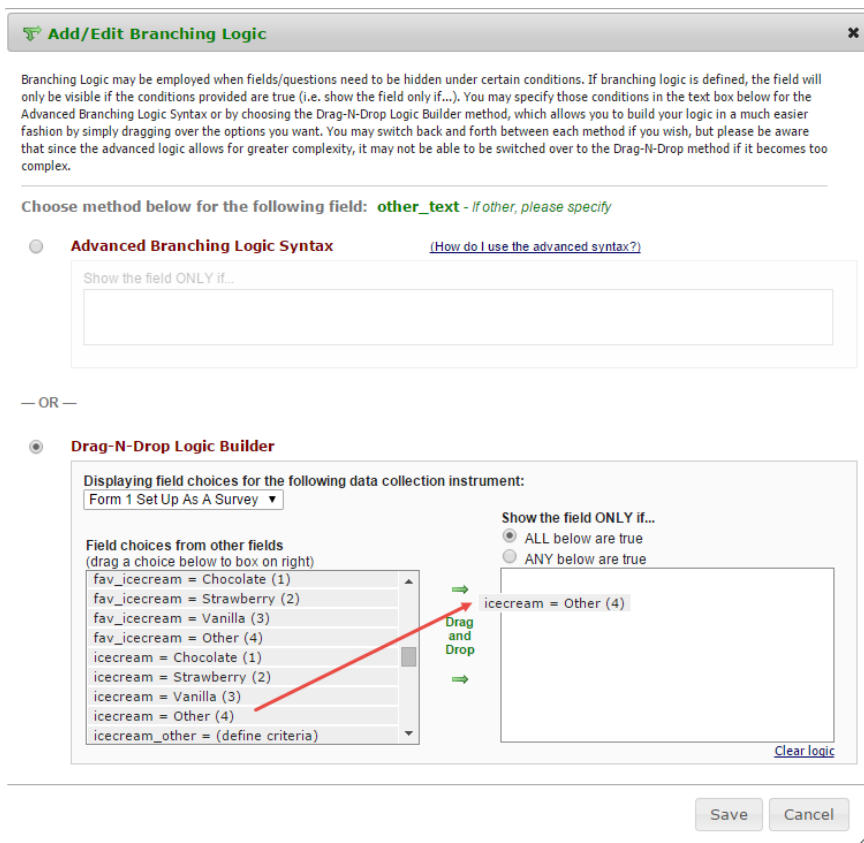 Add/Edit Branching Logic
Branching Logic may be employed when fields/questions need to be hidden under certain conditions. If branching logic is defined, the field will
only be visible if the conditions provided are true (i.e. show the field only if...). You may specify those conditions in the text box below for the
Advanced Branching Logic Syntax or by choosing the Drag-N-Drop Logic Builder method, which allows you to build your logic in a much easier
fashion by simply dragging over the options you want. You may switch back and forth between each method if you wish, but please be aware
that since the advanced logic allows for greater complexity, it may not be able to be switched over to the Drag-N-Drop method if it becomes too
complex.
Choose method below for the following field: other_text - If other, please specify
Advanced Branching Logic Syntax (How do I use the advanced syntax?)
Show the field ONLY if...
— OR —
Drag-N-Drop Logic Builder
Displaying field choices for the following data collection instrument:
Form 1 Set Up As A Survey
Field choices from other fields
(drag a choice below to box on right)
fav_icecream = Chocolate (1)
fav_icecream = Strawberry (2)
fav_icecream = Vanilla (3)
fav_icecream = Other (4)
icecream = Chocolate (1)
icecream = Strawberry (2)
icecream = Vanilla (3)
icecream = Other (4)
icecream_other = (define criteria)
Drag
and
Drop
Show the field ONLY if...
ALL below are true
ANY below are true
icecream = Other (4)
Clear logic
Save Cancel